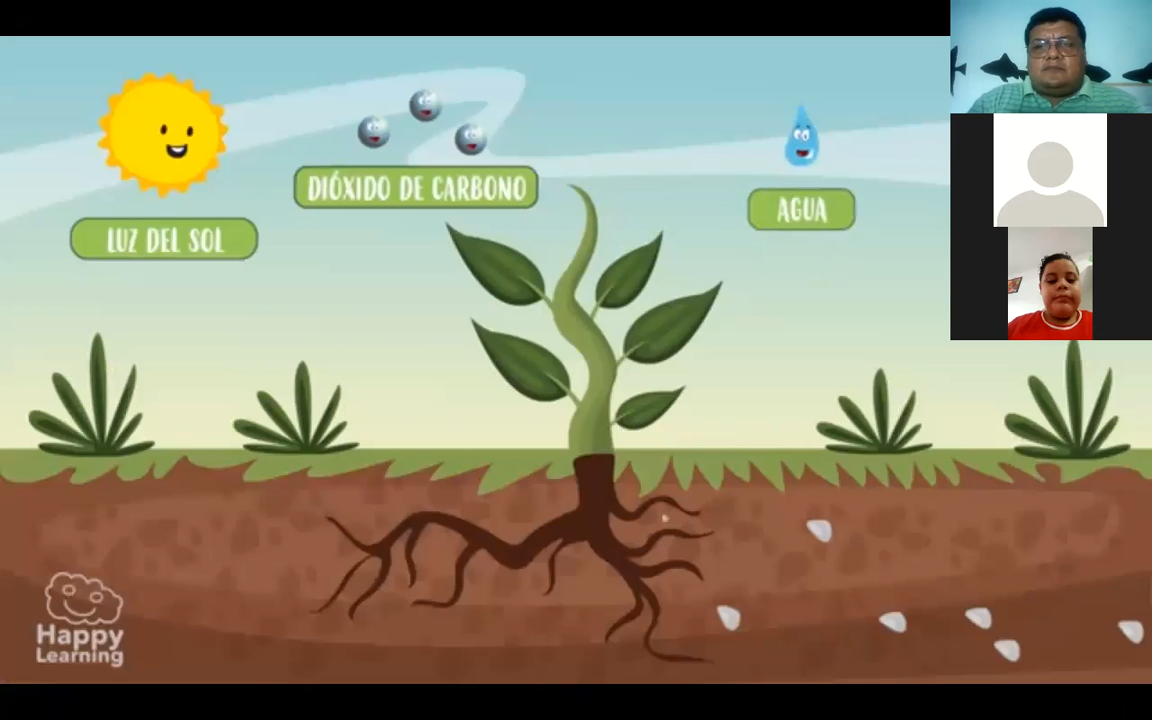 DIÓXIDO DE CARBONO
AGUA
LUZ DEL SOL
Happy
Learning